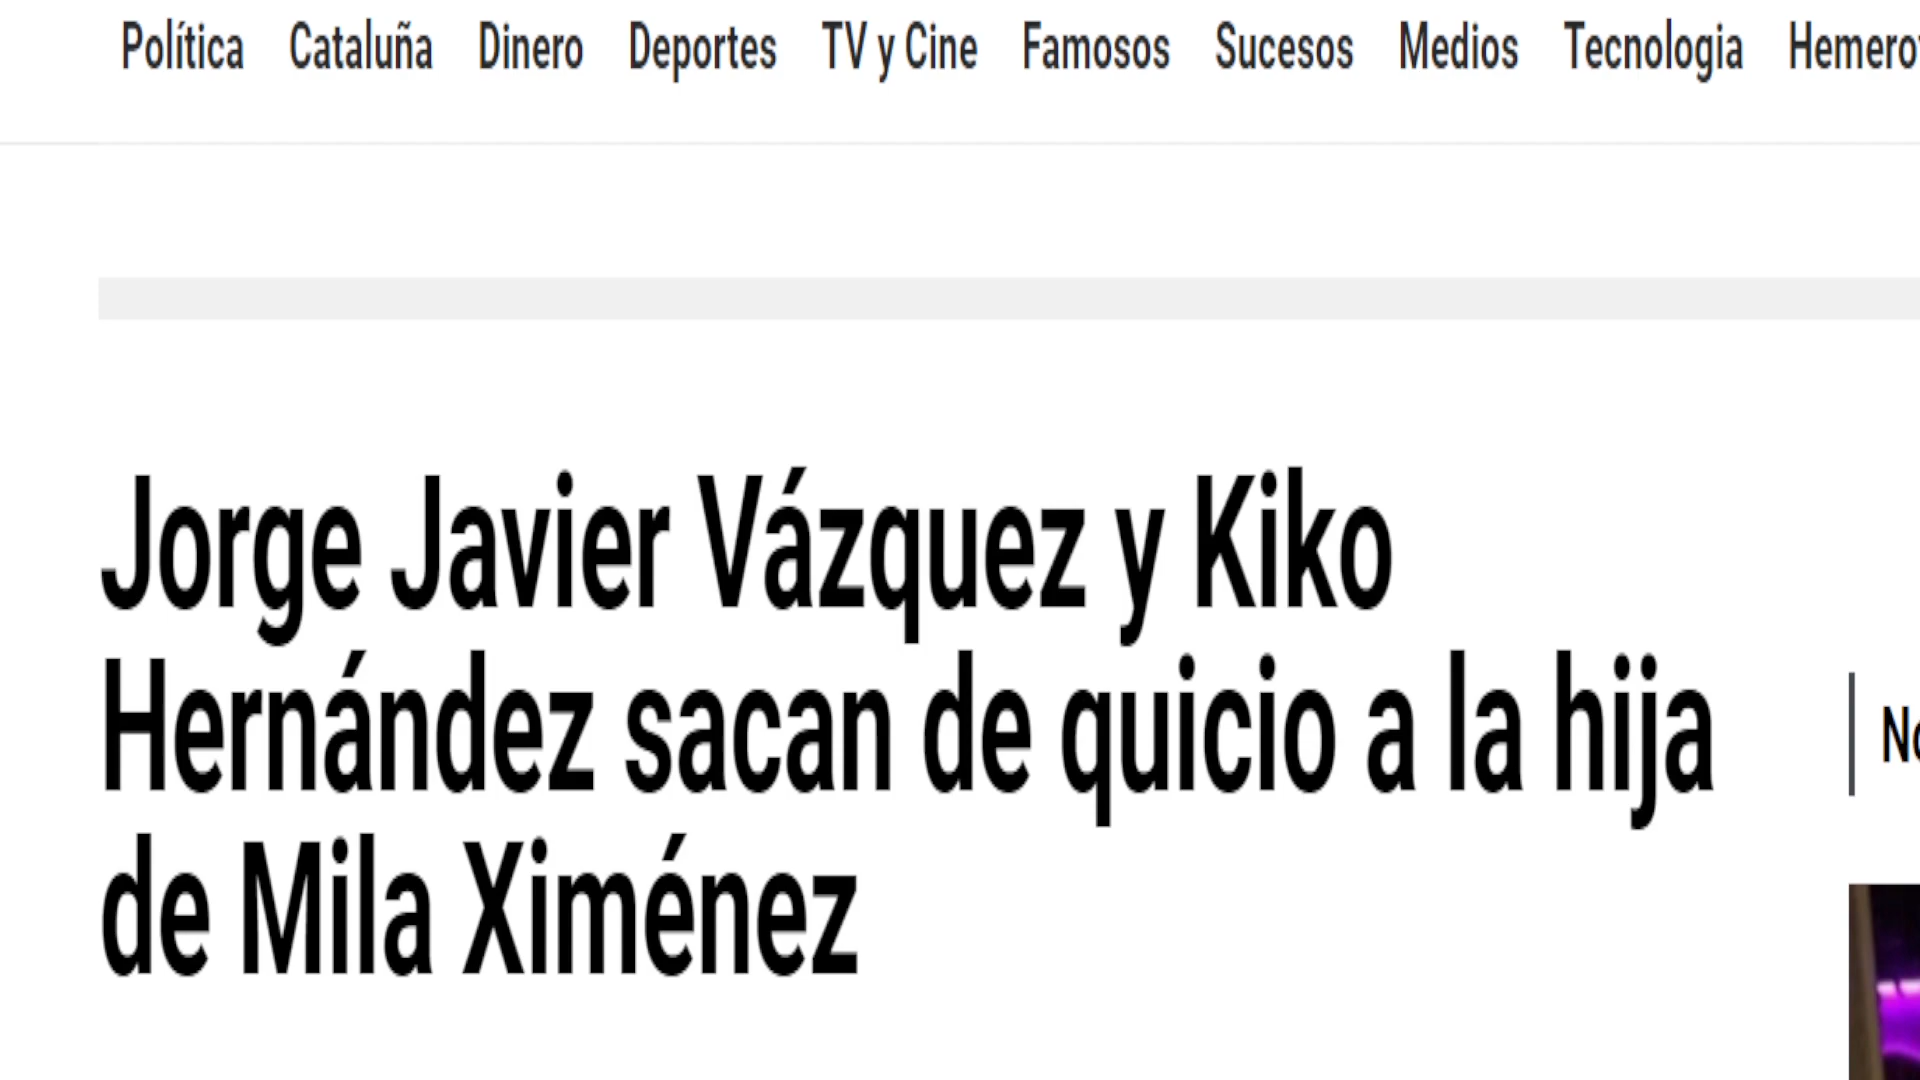 Política Cataluña Dinero Deportes TV y Cine Famosos Sucesos Medios Tecnologia
Jorge Javier Vázquez y Kiko
Hernández sacan de quicio a la hija
de Mila Ximénez